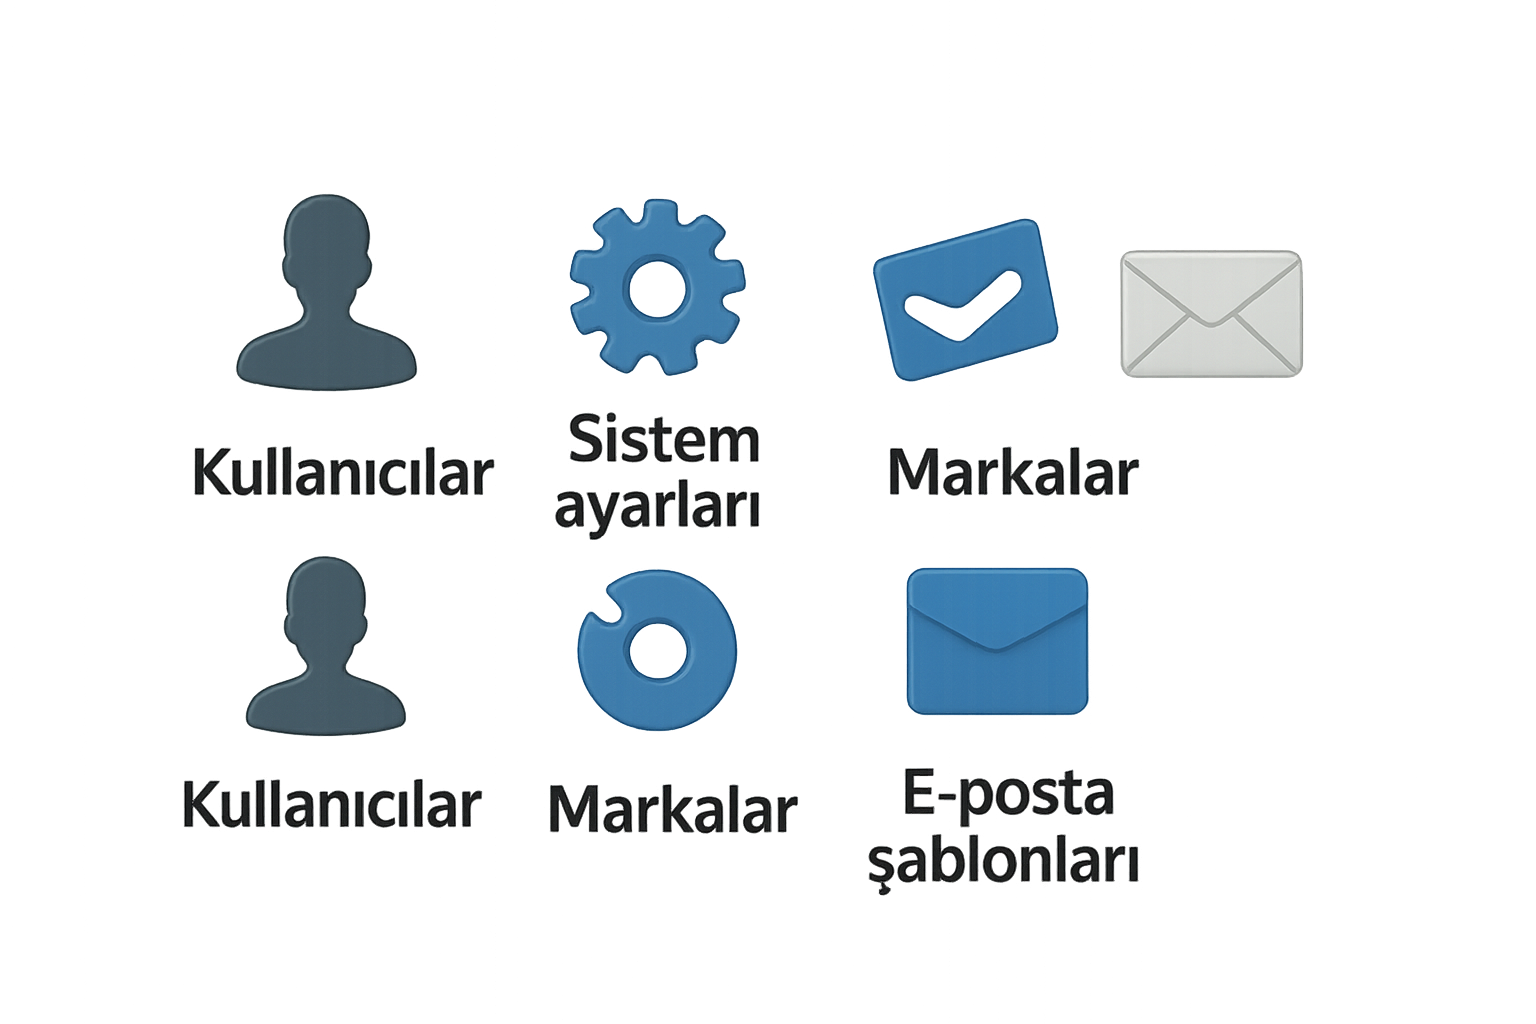 Kullanıcılar
Sistem
ayarları
Markalar
Kullanıcılar
Markalar
E-posta
şablonları